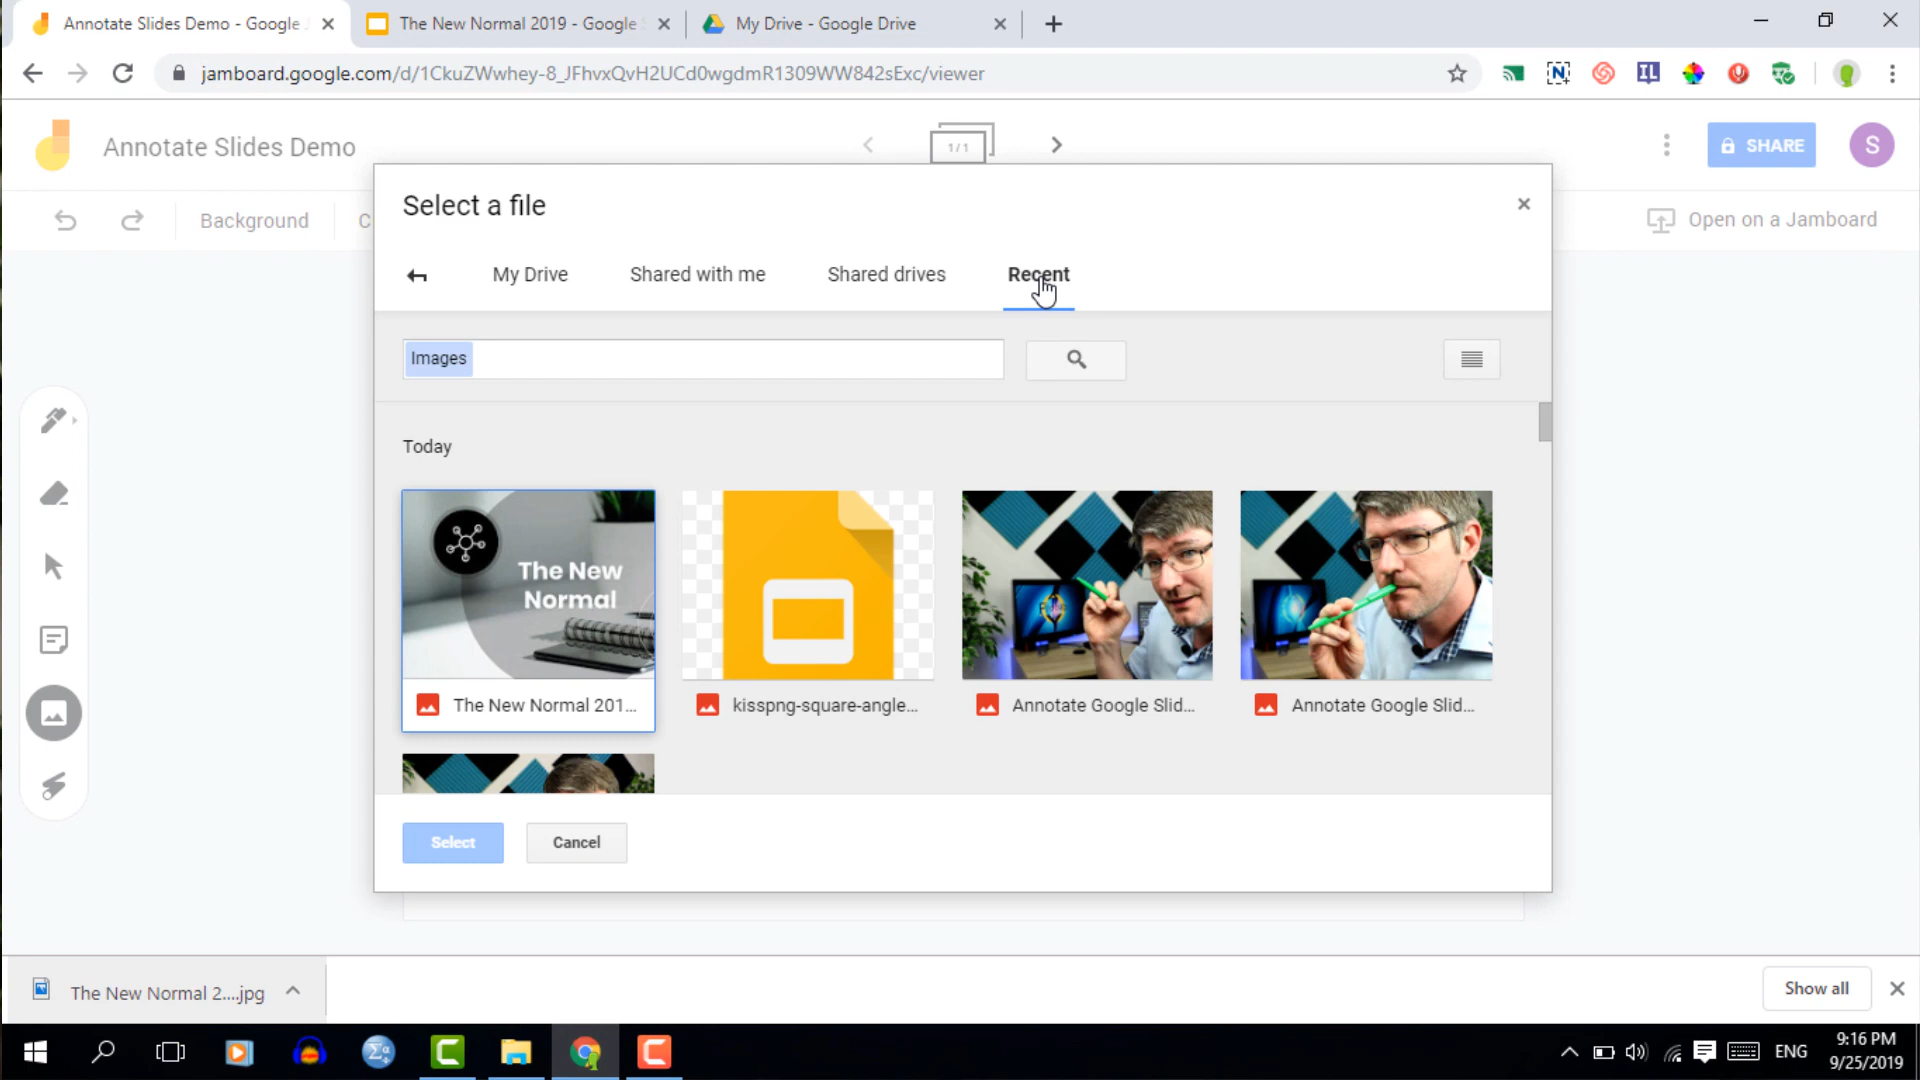 Annotate Slides Demo - Google
The New Normal 2019 - Google
My Drive - Google Drive
jamboard.google.com/d/1CkuZWwhey-8_JFhvxQvH2UCd0wgdmR1309WW842sExc/viewer
Annotate Slides Demo
1/1
SHARE
S
Background
C
Open on a Jamboard
Select a file
My Drive
Shared with me
Shared drives
Recent
Images
Today
The New
Normal
The New Normal 201...
kisspng-square-angle...
Annotate Google Slid...
Annotate Google Slid...
Select
Cancel
The New Normal 2....jpg
Show all
ENG
9:16 PM
9/25/2019